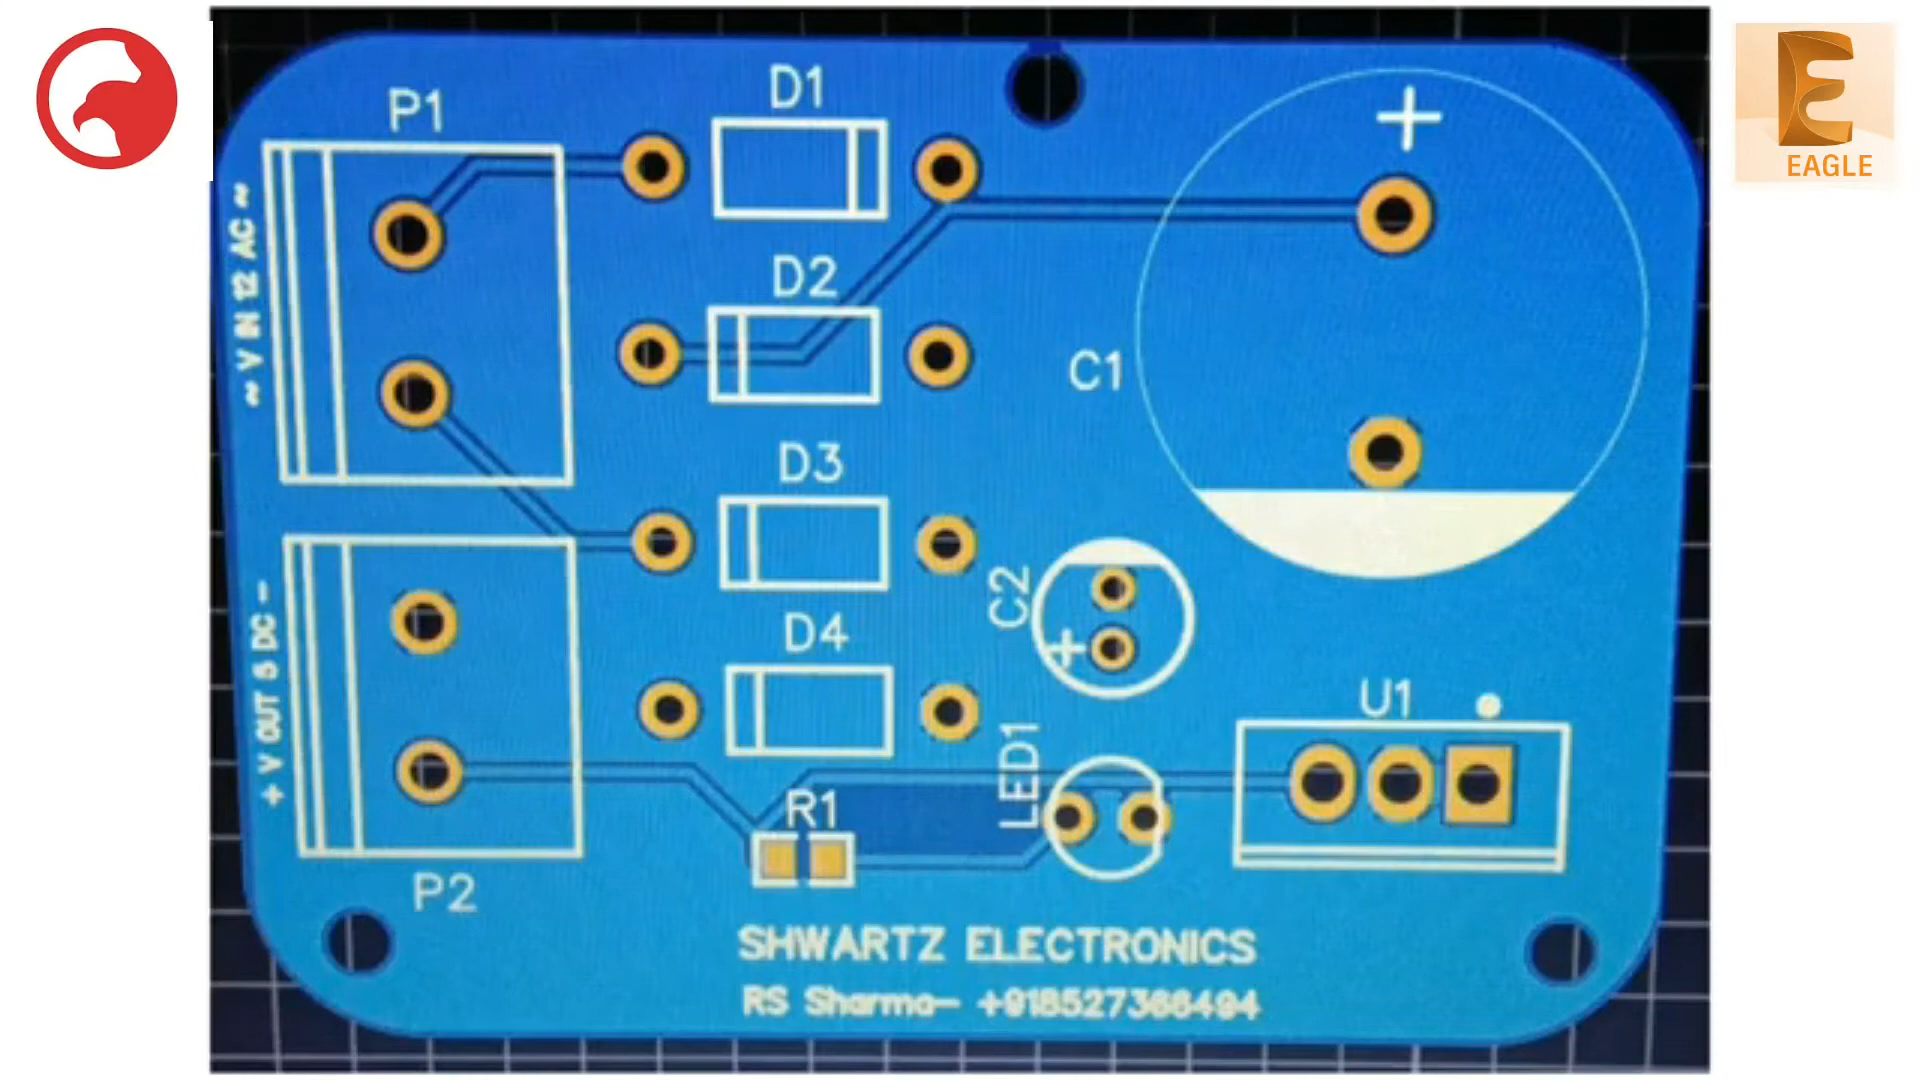 EAGLE
P1
D1
+
~ V IN 12 AC ~
D2
C1
D3
C2
+
D4
+ V OUT 5 DC -
U1
LED1
R1
P2
SHWARTZ ELECTRONICS
RS Sharma- +918527366494